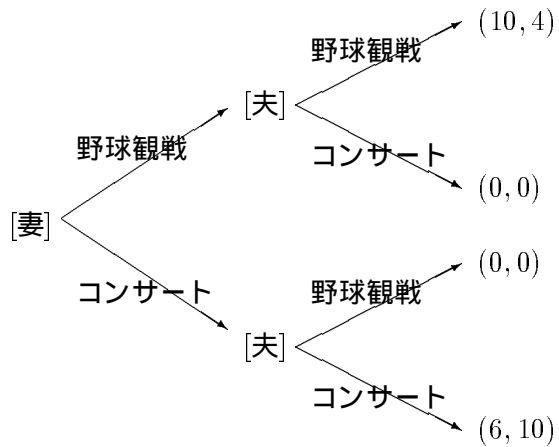 野球観戦
(10, 4)
[夫]
野球観戦
コンサート
(0, 0)
[妻]
コンサート
野球観戦
(0, 0)
[夫]
コンサート
(6, 10)